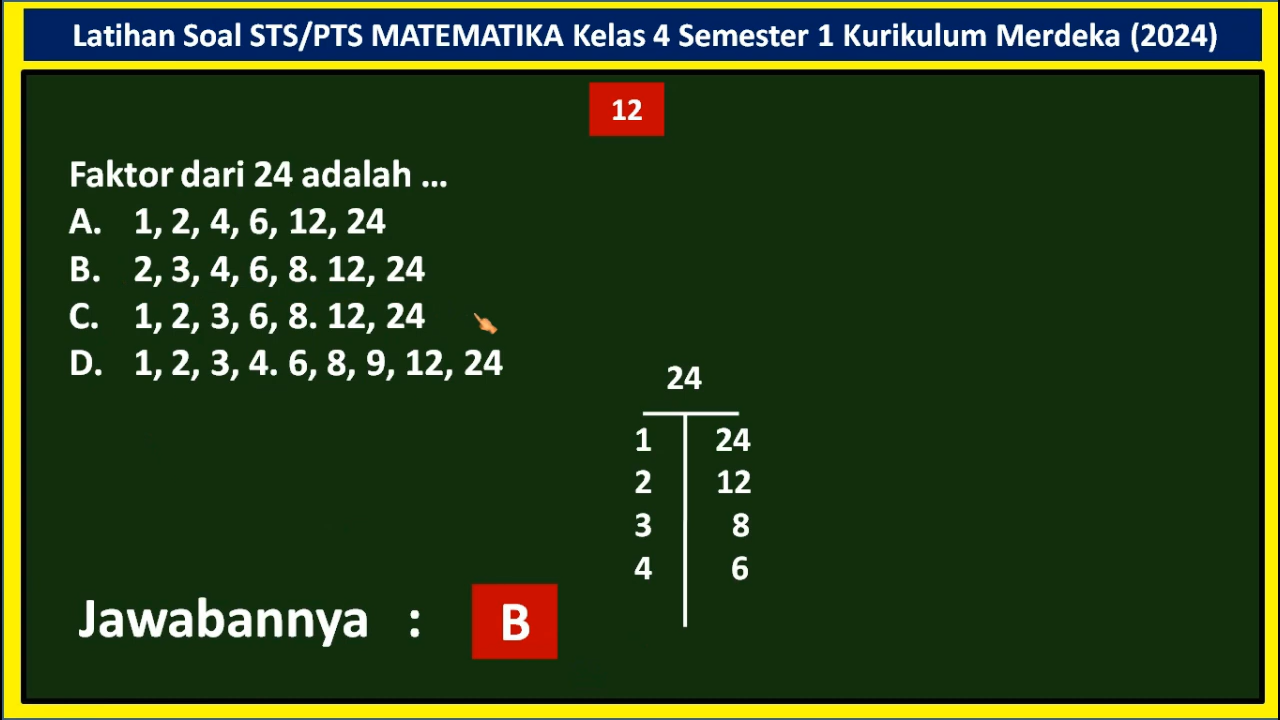 Latihan Soal STS/PTS MATEMATIKA Kelas 4 Semester 1 Kurikulum Merdeka (2024)
12
Faktor dari 24 adalah ...
A. 1, 2, 4, 6, 12, 24
B. 2, 3, 4, 6, 8. 12, 24
C. 1, 2, 3, 6, 8. 12, 24
D. 1, 2, 3, 4. 6, 8, 9, 12, 24
24
1 24
2 12
3 8
4 6
Jawabannya : B